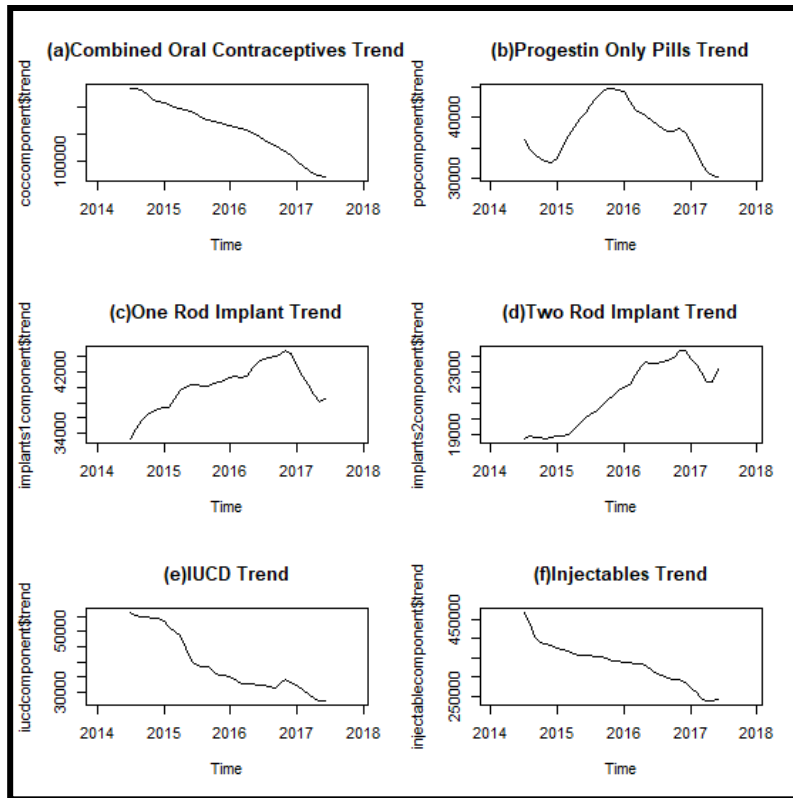 (a)Combined Oral Contraceptives Trend
coccomponent$trend
100000
2014 2015 2016 2017 2018
Time
(b)Progestin Only Pills Trend
popcomponent$trend
30000 40000
2014 2015 2016 2017 2018
Time
(c)One Rod Implant Trend
implants1component$trend
34000 42000
2014 2015 2016 2017 2018
Time
(d)Two Rod Implant Trend
implants2component$trend
19000 23000
2014 2015 2016 2017 2018
Time
(e)IUCD Trend
iucdcomponent$trend
30000 50000
2014 2015 2016 2017 2018
Time
(f)Injectables Trend
injectablecomponent$trend
250000 450000
2014 2015 2016 2017 2018
Time